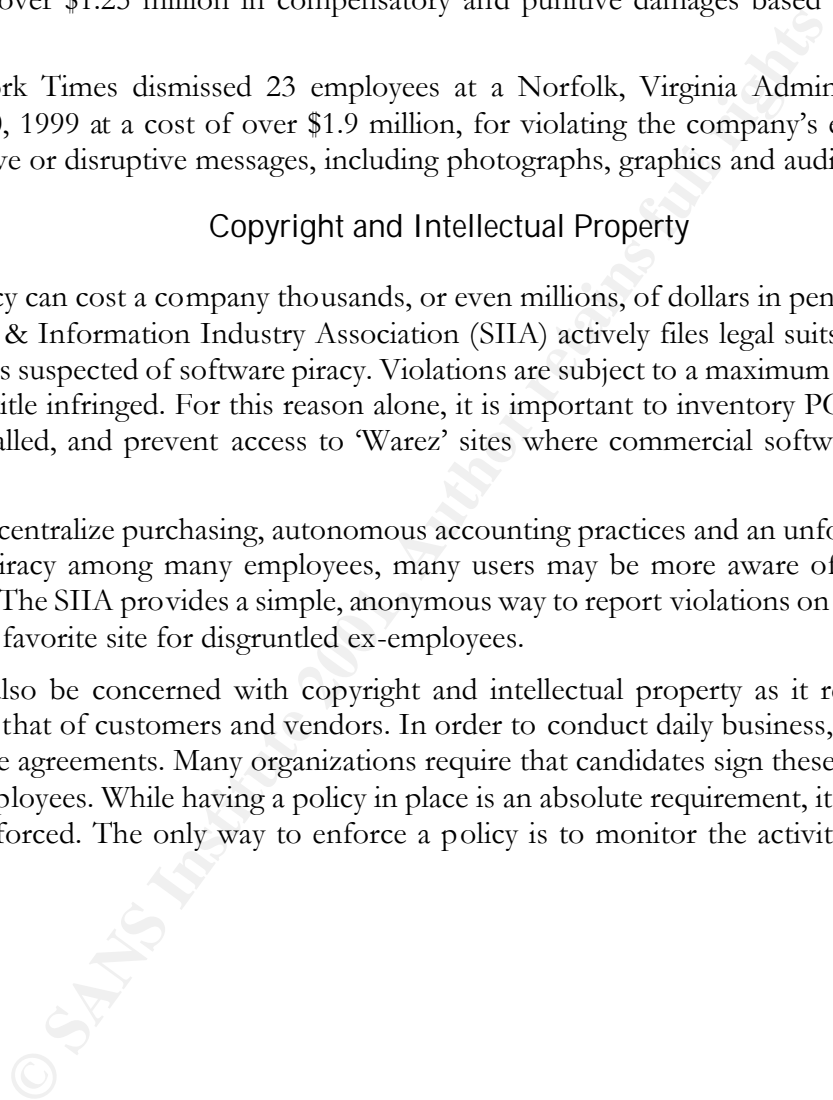 over $1.25 million in compensatory and punitive damages based
rk Times dismissed 23 employees at a Norfolk, Virginia Admin
, 1999 at a cost of over $1.9 million, for violating the company's
ve or disruptive messages, including photographs, graphics and audi
Copyright and Intellectual Property
cy can cost a company thousands, or even millions, of dollars in pen
& Information Industry Association (SIIA) actively files legal suits
s suspected of software piracy. Violations are subject to a maximum
itle infringed. For this reason alone, it is important to inventory PC
alled, and prevent access to ‘Warez’ sites where commercial softw
centralize purchasing, autonomous accounting practices and an unfo
iracy among many employees, many users may be more aware of
The SIIA provides a simple, anonymous way to report violations on
favorite site for disgruntled ex-employees.
also be concerned with copyright and intellectual property as it r
that of customers and vendors. In order to conduct daily business,
e agreements. Many organizations require that candidates sign these
ployees. While having a policy in place is an absolute requirement, it
forced. The only way to enforce a policy is to monitor the activit
© SANS Institute 2001, Author retains full rights